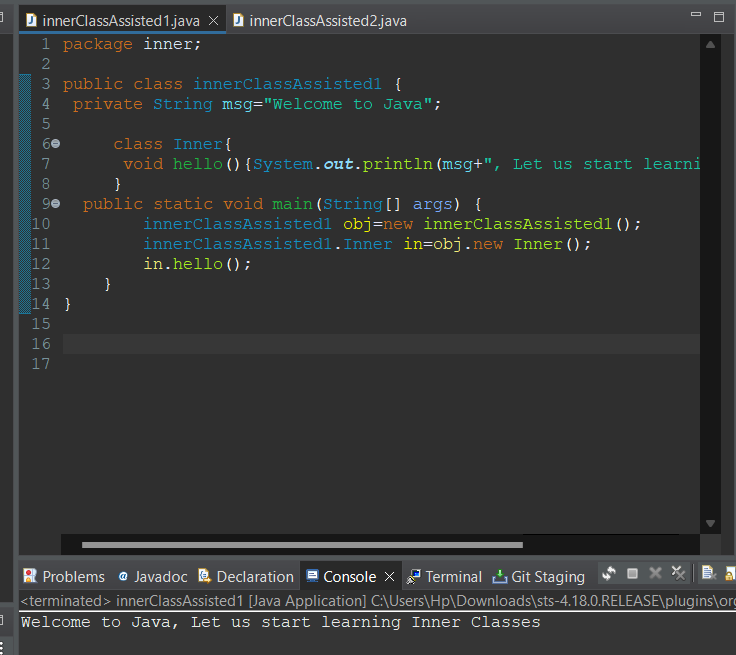 innerClassAssisted1.java innerClassAssisted2.java
1 package inner;
2
3 public class innerClassAssisted1 {
4 private String msg="Welcome to Java";
5
6 class Inner{
7 void hello(){System.out.println(msg+", Let us start learni
8 }
9 public static void main(String[] args) {
10 innerClassAssisted1 obj=new innerClassAssisted1();
11 innerClassAssisted1.Inner in=obj.new Inner();
12 in.hello();
13 }
14 }
15
16
17
Problems @ Javadoc Declaration Console Terminal Git Staging
<terminated> innerClassAssisted1 [Java Application] C:\Users\Hp\Downloads\sts-4.18.0.RELEASE\plugins\org
Welcome to Java, Let us start learning Inner Classes